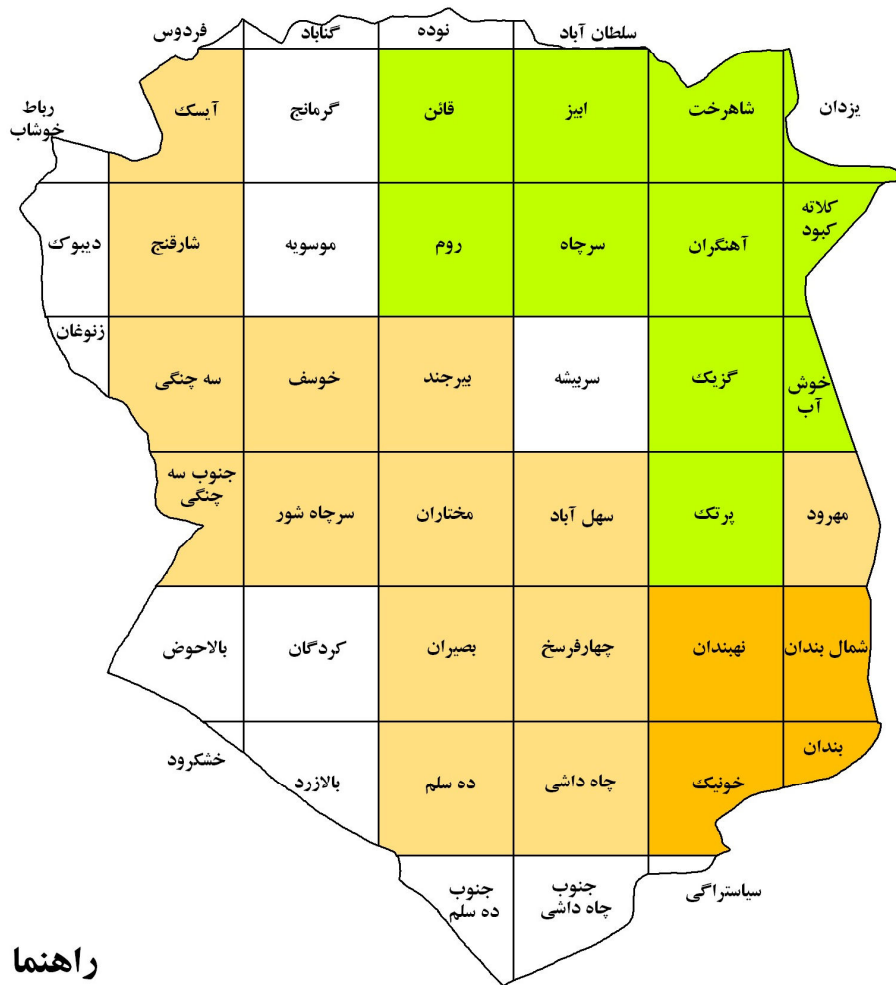 سلطان آباد
نوده
گناباد
فردوس
یزدان
شاهرخت
ابیز
قائن
گرمانج
آیسک
رباط
خوشاب
کلاته
کبود
آهنگران
سرچاه
روم
موسویه
شارقنج
دیبوک
زنوغان
خوش
آب
گزیک
سربیشه
بیرجند
خوسف
سه چنگی
مهرود
پرتک
سهل آباد
مختاران
سرچاه شور
جنوب سه
چنگی
شمال بندان
نهبندان
چهارفرسخ
بصیران
کردگان
بالاحوض
بندان
خونیک
چاه داشی
ده سلم
بالازرد
خشکرود
سیاستراگی
جنوب
چاه داشی
جنوب
ده سلم
راهنما